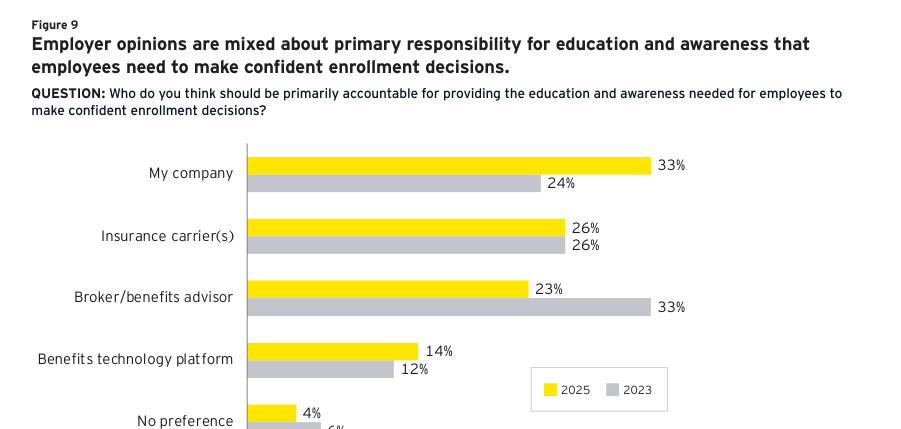 Figure 9
Employer opinions are mixed about primary responsibility for education and awareness that
employees need to make confident enrollment decisions.
QUESTION: Who do you think should be primarily accountable for providing the education and awareness needed for employees to
make confident enrollment decisions?
My company
33%
24%
Insurance carrier(s)
26%
26%
Broker/benefits advisor
23%
33%
Benefits technology platform
14%
12%
2025
2023
No preference
4%